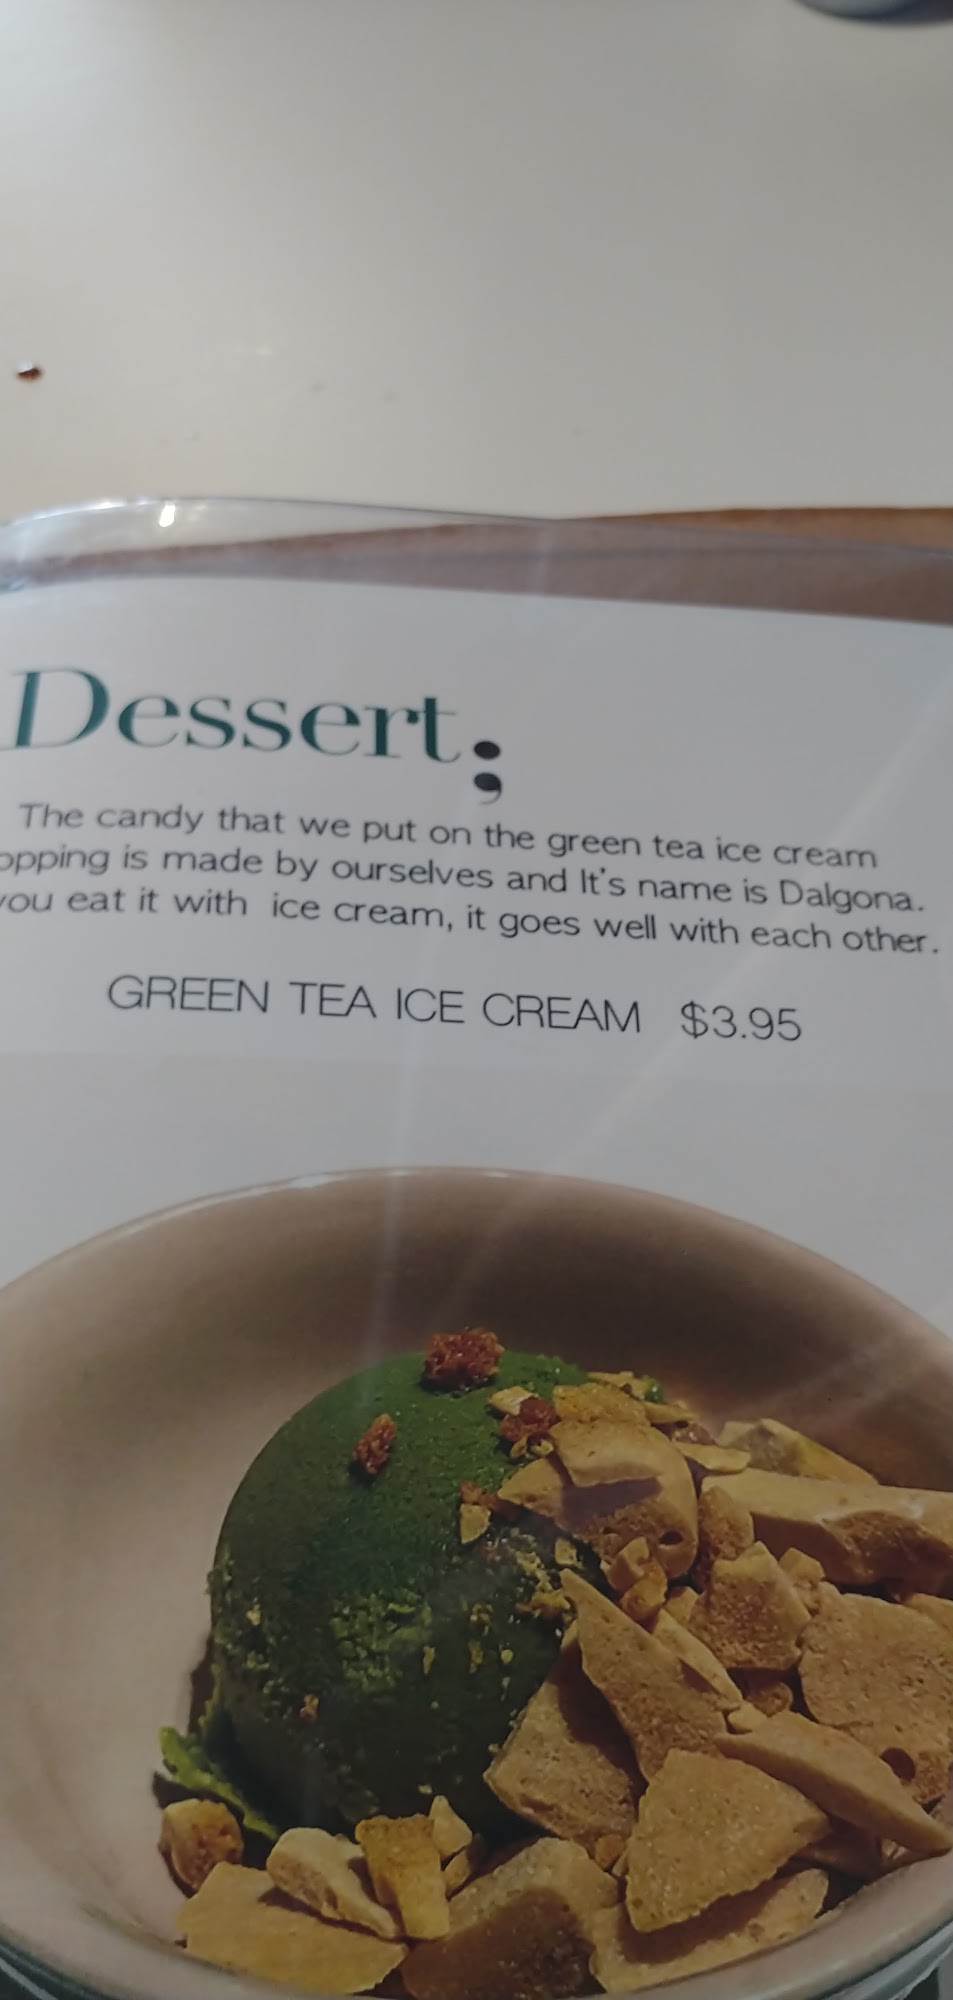 Dessert;
The candy that we put on the green tea ice cream
opping is made by ourselves and It's name is Dalgona.
you eat it with ice cream, it goes well with each other.
GREEN TEA ICE CREAM $3.95